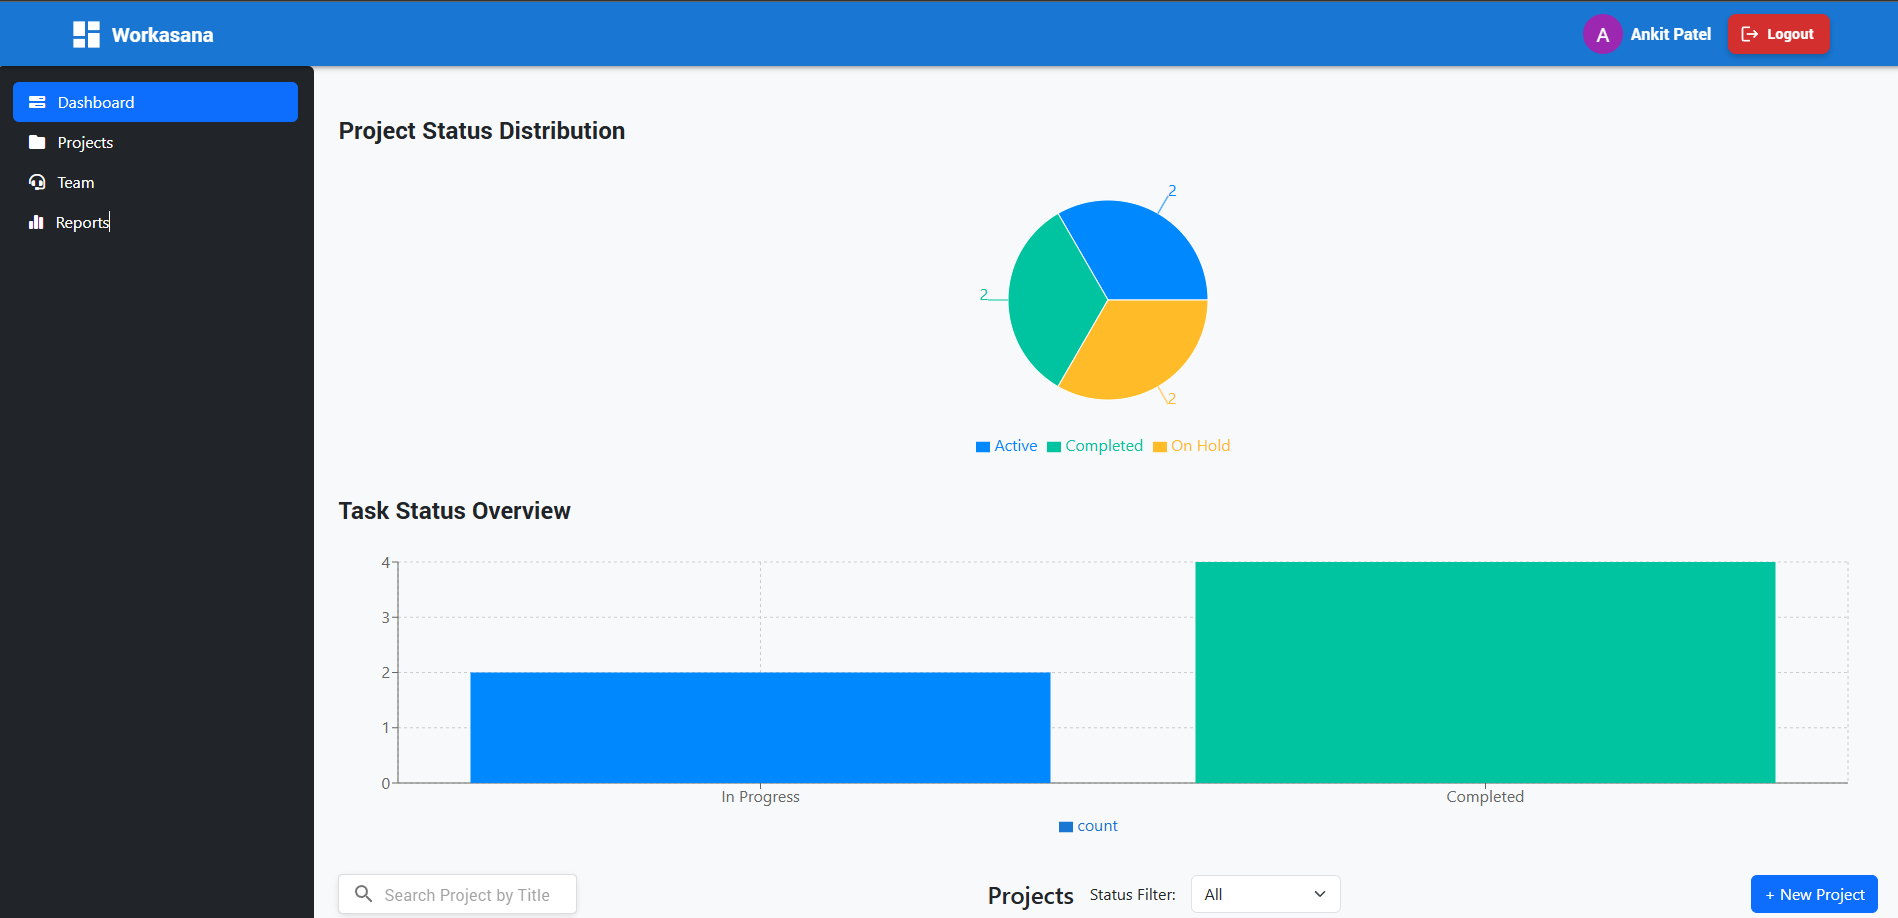 Workasana
A Ankit Patel Logout
Dashboard
Projects
Team
Reports
Project Status Distribution
2
2
2
Active Completed On Hold
Task Status Overview
4
3
2
1
0
In Progress Completed
count
Search Project by Title
Projects Status Filter: All
+ New Project